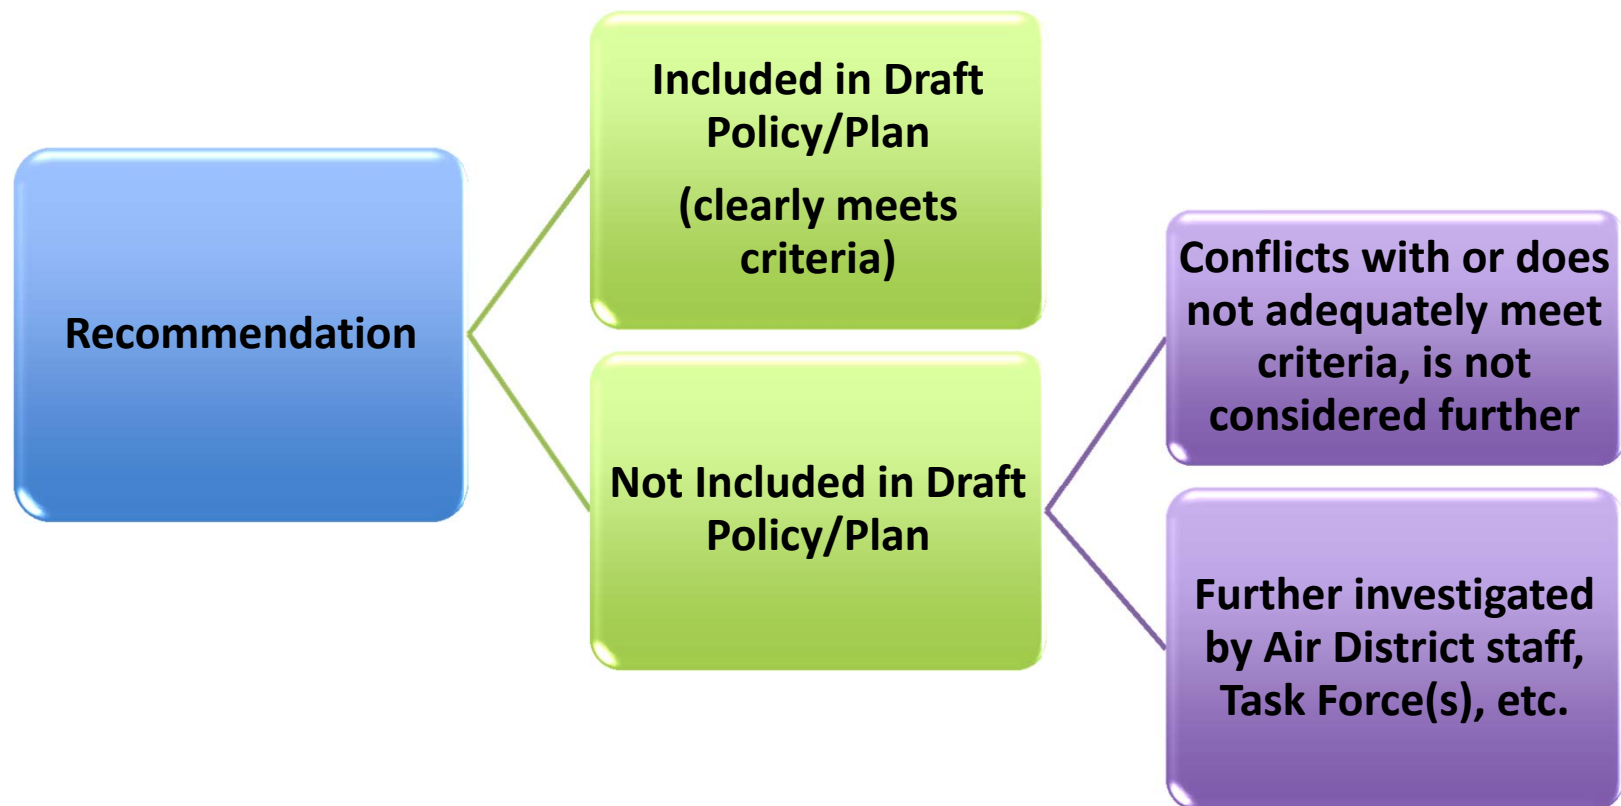 Recommendation
Included in Draft
Policy/Plan
(clearly meets
criteria)
Not Included in Draft
Policy/Plan
Conflicts with or does
not adequately meet
criteria, is not
considered further
Further investigated
by Air District staff,
Task Force(s), etc.